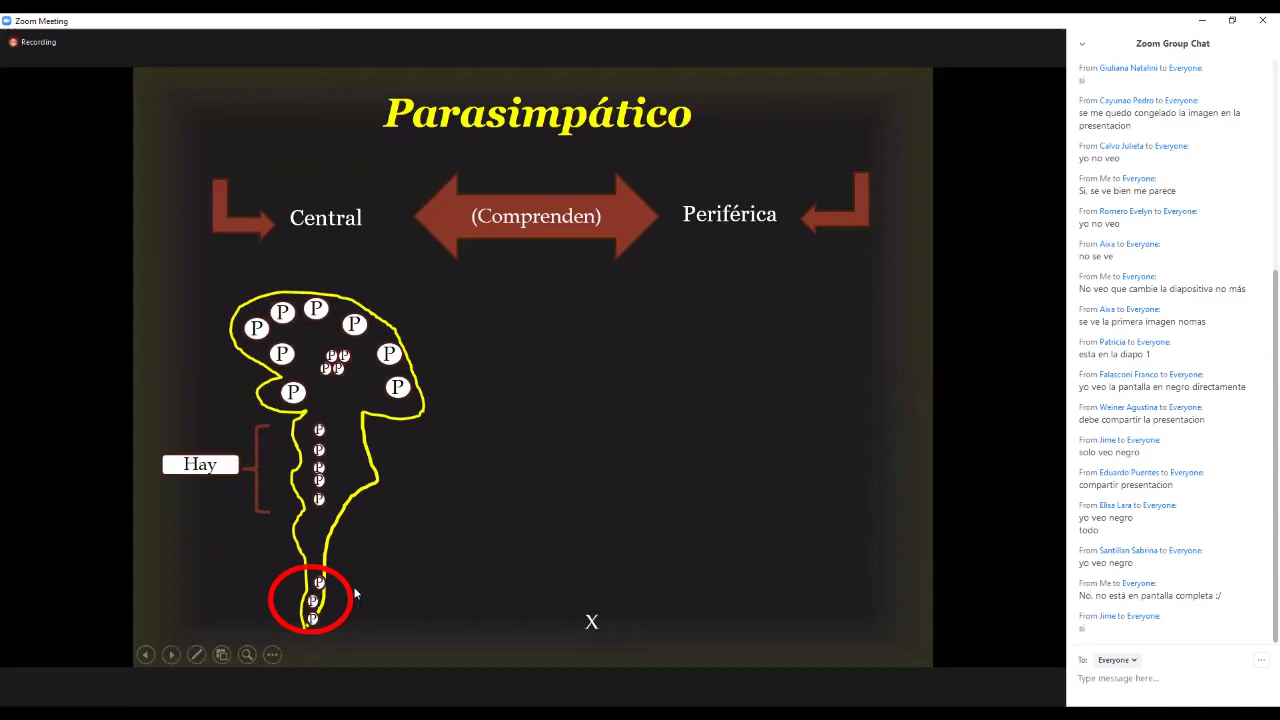 Zoom Meeting
Recording
Parasimpático
Central
(Comprenden)
Periférica
P
P
P
P
P
P
P
P
P P
P P
P
P
P
P
P
Hay
P
P
P
X
Zoom Group Chat
From Giuliana Natalini to Everyone:
si
From Cayunao Pedro to Everyone:
se me quedo congelado la imagen en la
presentacion
From Calvo Julieta to Everyone:
yo no veo
From Me to Everyone:
Si, se ve bien me parece
From Romero Evelyn to Everyone:
yo no veo
From Aixa to Everyone:
no se ve
From Me to Everyone:
No veo que cambie la diapositiva no más
From Aixa to Everyone:
se ve la primera imagen nomas
From Patricia to Everyone:
esta en la diapo 1
From Falasconi Franco to Everyone:
yo veo la pantalla en negro directamente
From Weiner Agustina to Everyone:
debe compartir la presentacion
From Jime to Everyone:
solo veo negro
From Eduardo Puentes to Everyone:
compartir presentacion
From Elisa Lara to Everyone:
yo veo negro
todo
From Santillan Sabrina to Everyone:
yo veo negro
From Me to Everyone:
No, no está en pantalla completa :/
From Jime to Everyone:
si
To: Everyone
Type message here...